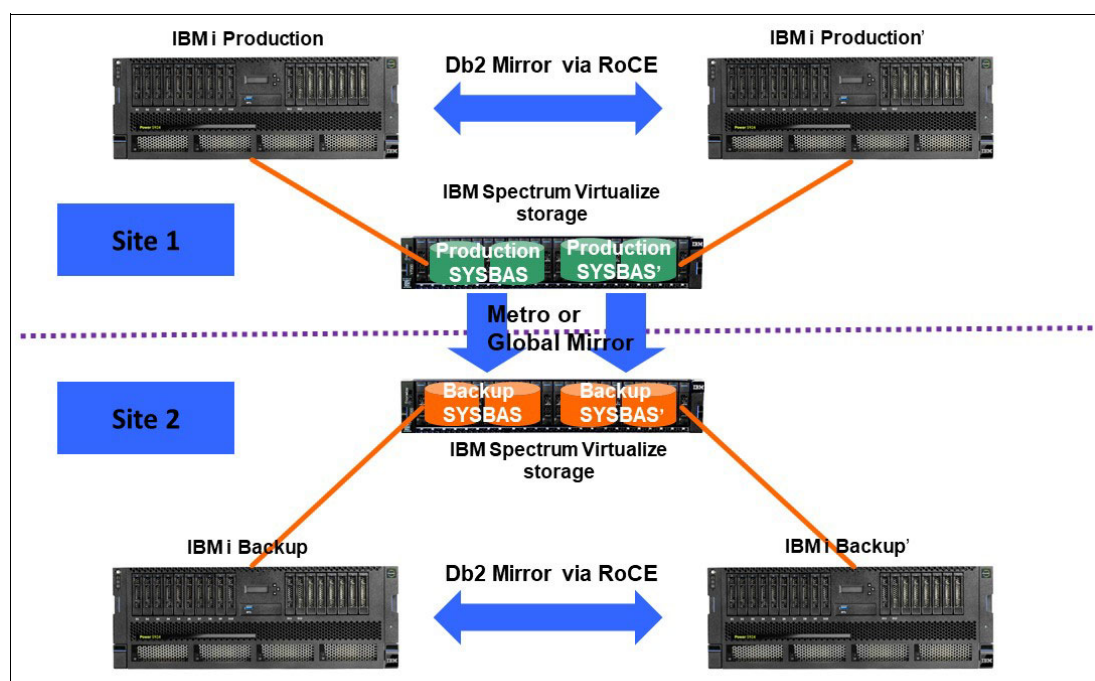 IBM i Production
IBM i Production’
Db2 Mirror via RoCE
IBM Spectrum Virtualize
storage
Site 1
Production
SYSBAS
Production
SYSBAS’
Metro or
Global Mirror
Site 2
Backup
SYSBAS
Backup
SYSBAS’
IBM Spectrum Virtualize
storage
IBM i Backup
IBM i Backup’
Db2 Mirror via RoCE